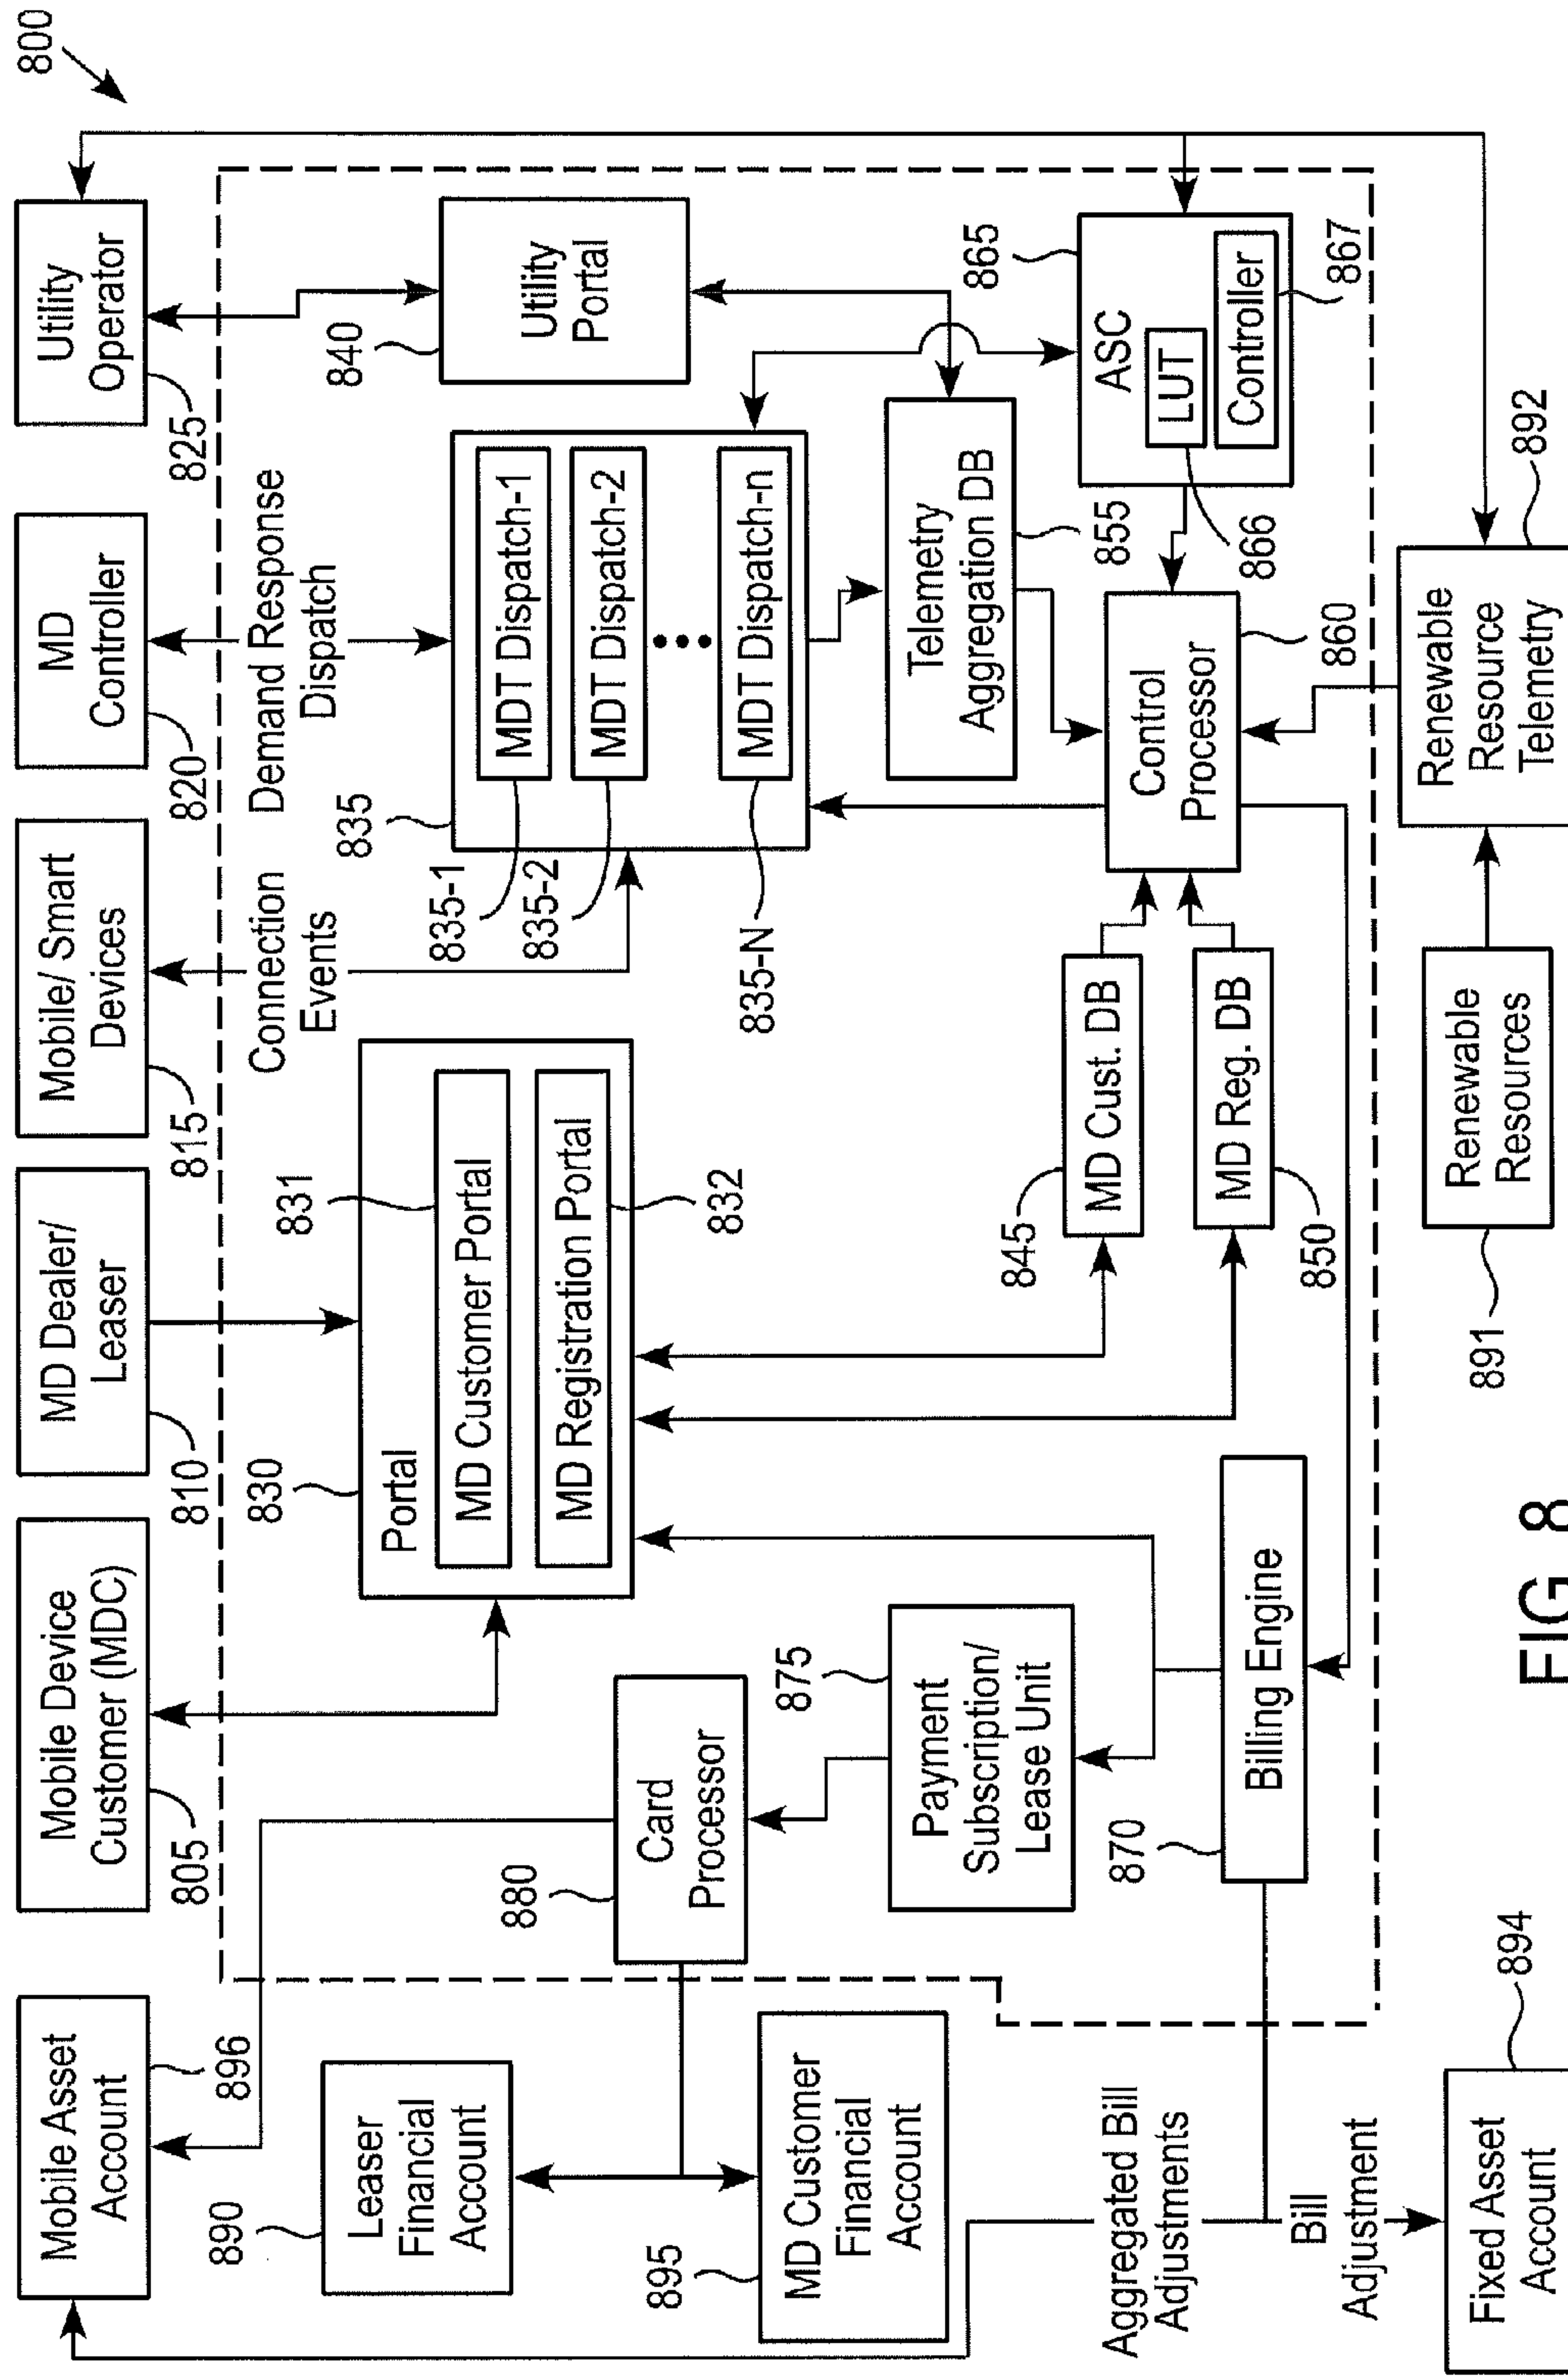 800
Mobile Asset
Account
896
Mobile Device
Customer (MDC)
805
MD Dealer/
Leaser
810
Mobile/ Smart
Devices
815
MD
Controller
820
Utility
Operator
825
Leaser
Financial
Account
890
MD Customer
Financial
Account
895
Card
Processor
880
Payment
Subscription/
Lease Unit
875
Billing Engine
870
830
Portal
831
MD Customer Portal
MD Registration Portal
832
Connection
Events
Demand Response
Dispatch
835
MDT Dispatch-1
MDT Dispatch-2
MDT Dispatch-n
835-1
835-2
835-N
840
Utility
Portal
Telemetry
Aggregation DB
855
865
ASC
LUT
Controller
866
867
845
MD Cust. DB
MD Reg. DB
850
Control
Processor
860
Aggregated Bill
Adjustments
Bill
Adjustment
Fixed Asset
Account
894
891
Renewable
Resources
Renewable
Resource
Telemetry
892
FIG. 8